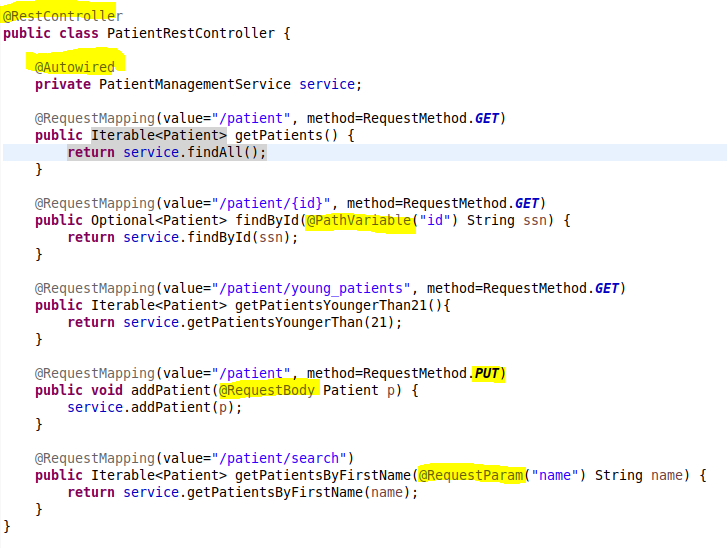 @RestController
public class PatientRestController {
@Autowired
private PatientManagementService service;
@RequestMapping(value="/patient", method=RequestMethod.GET)
public Iterable<Patient> getPatients() {
return service.findAll();
}
@RequestMapping(value="/patient/{id}", method=RequestMethod.GET)
public Optional<Patient> findById(@PathVariable("id") String ssn) {
return service.findById(ssn);
}
@RequestMapping(value="/patient/young_patients", method=RequestMethod.GET)
public Iterable<Patient> getPatientsYoungerThan21(){
return service.getPatientsYoungerThan(21);
}
@RequestMapping(value="/patient", method=RequestMethod.PUT)
public void addPatient(@RequestBody Patient p) {
service.addPatient(p);
}
@RequestMapping(value="/patient/search")
public Iterable<Patient> getPatientsByFirstName(@RequestParam("name") String name) {
return service.getPatientsByFirstName(name);
}
}